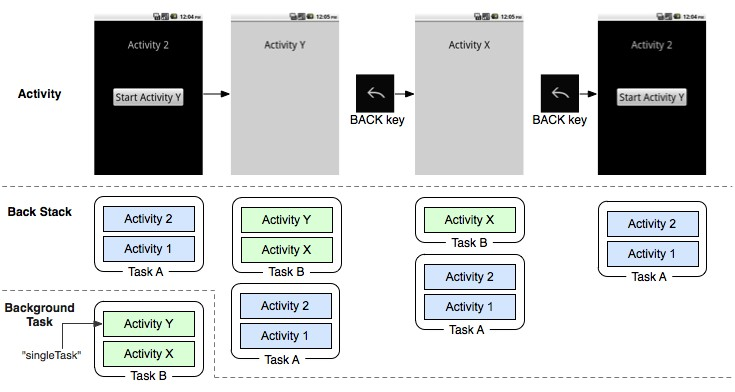 12:04 PM
12:05 PM
12:05 PM
12:04 PM
Activity 2
Activity Y
Activity X
Activity 2
Activity
Start Activity Y
BACK key
BACK key
Start Activity Y
Back Stack
Activity 2
Activity 1
Task A
Activity Y
Activity X
Task B
Activity 2
Activity 1
Task A
Activity X
Task B
Activity 2
Activity 1
Task A
Activity 2
Activity 1
Task A
Background
Task
"singleTask"
Activity Y
Activity X
Task B